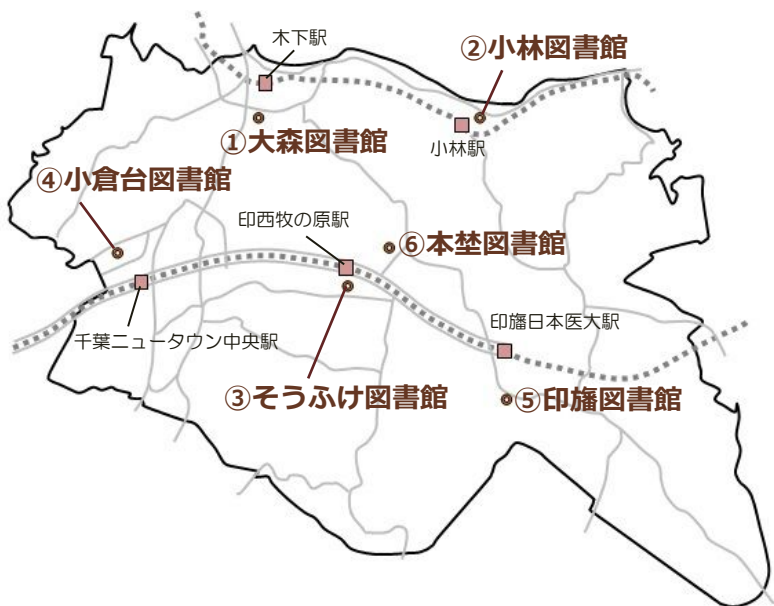 木下駅
②小林図書館
①大森図書館
小林駅
④小倉台図書館
印西牧の原駅
⑥本埜図書館
印旛日本医大駅
千葉ニュータウン中央駅
③そうふけ図書館
⑤印旛図書館